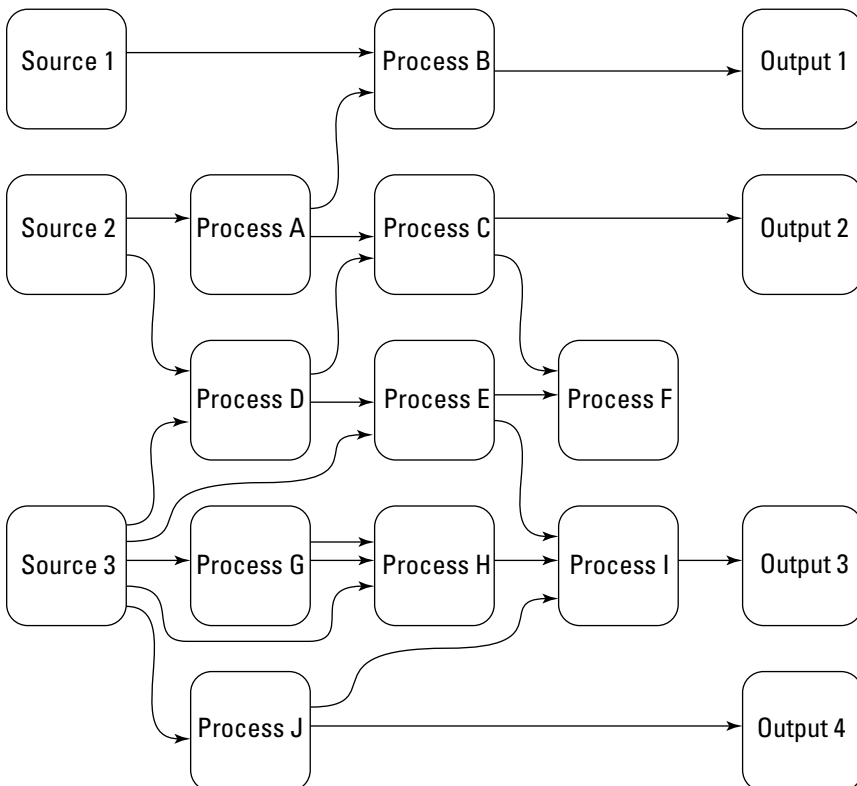 Source 1
Process B
Output 1
Source 2
Process A
Process C
Output 2
Process D
Process E
Process F
Source 3
Process G
Process H
Process I
Output 3
Process J
Output 4